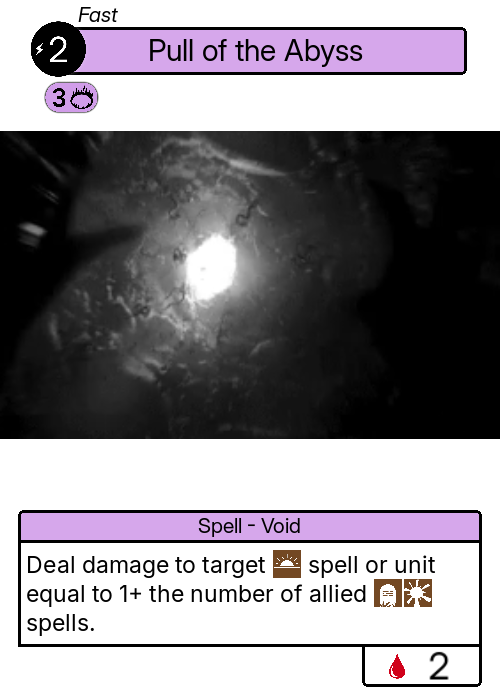 Fast
2
Pull of the Abyss
3
Spell - Void
Deal damage to target spell or unit
equal to 1+ the number of allied
spells.
2